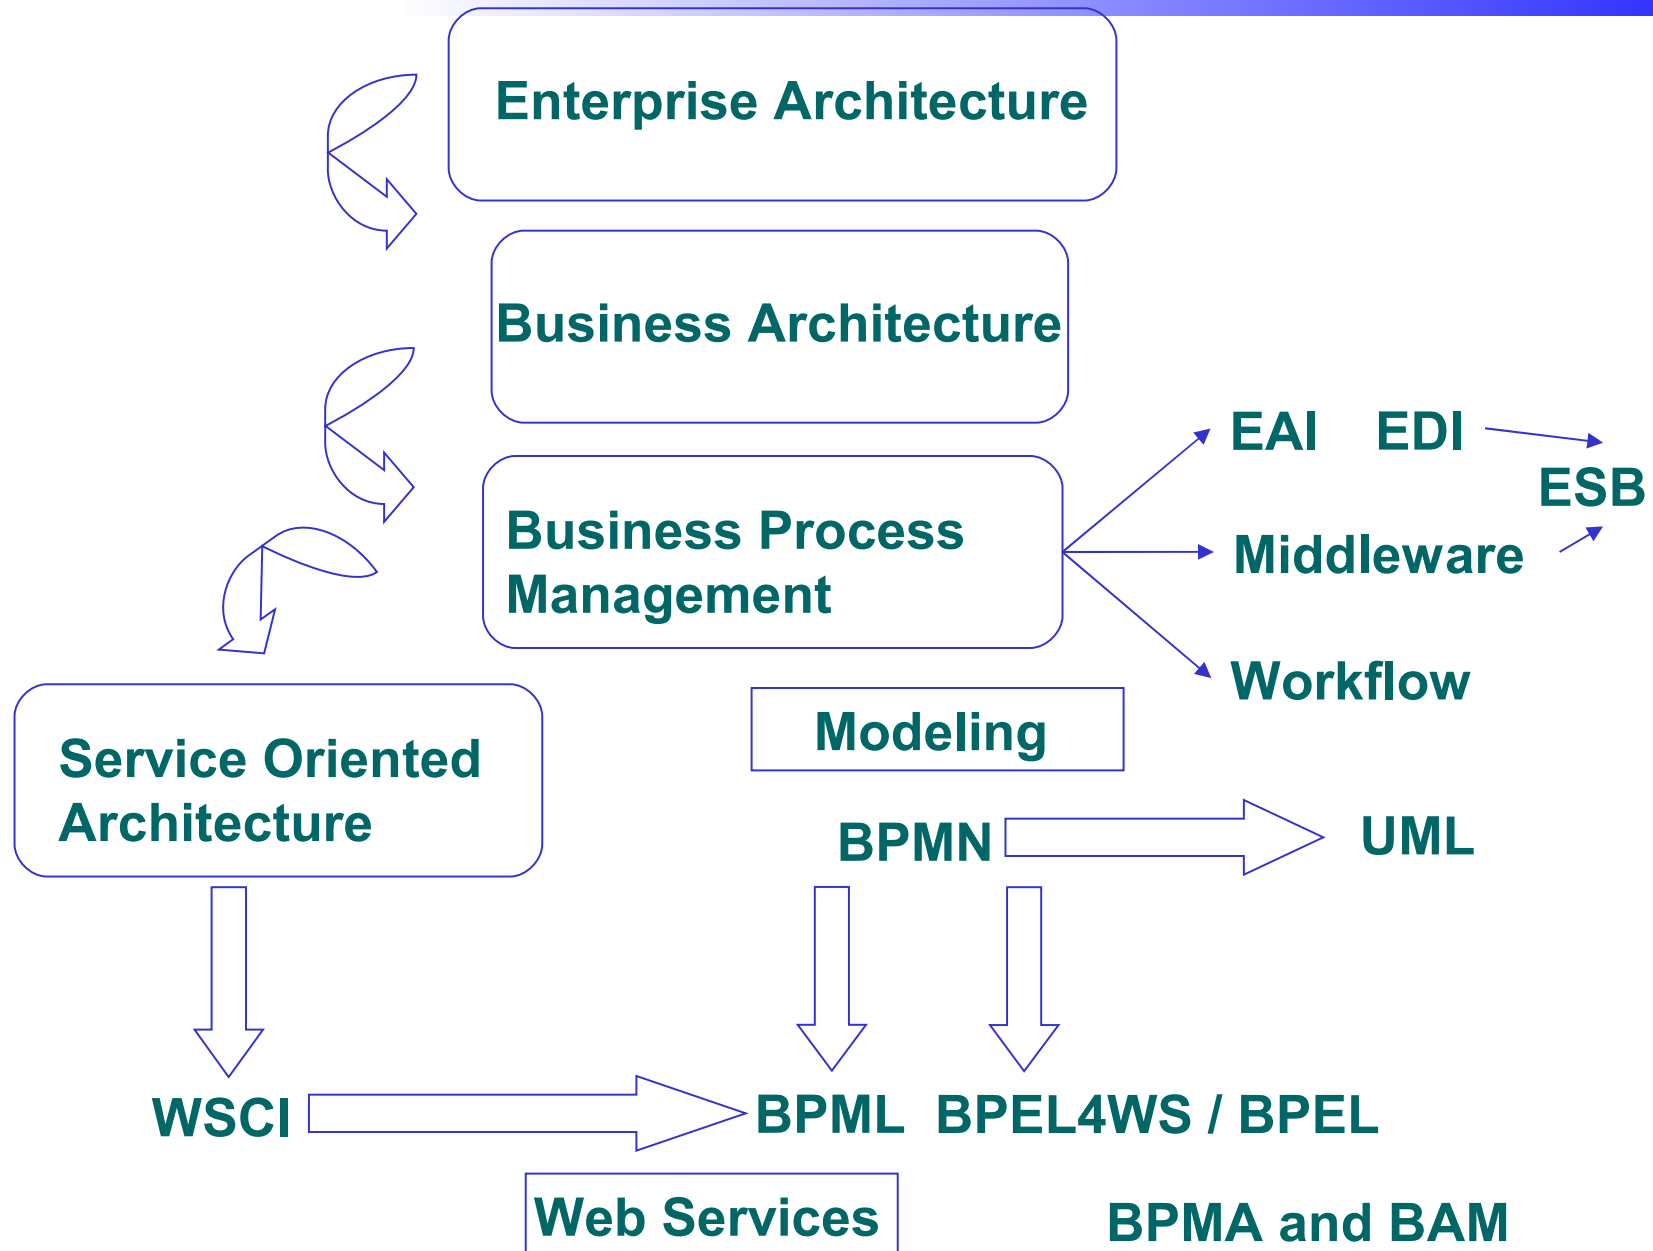 Enterprise Architecture
Business Architecture
EAI EDI
ESB
Business Process
Management
Middleware
Workflow
Modeling
Service Oriented
Architecture
BPMN
UML
WSCI
BPML
BPEL4WS / BPEL
Web Services
BPMA and BAM